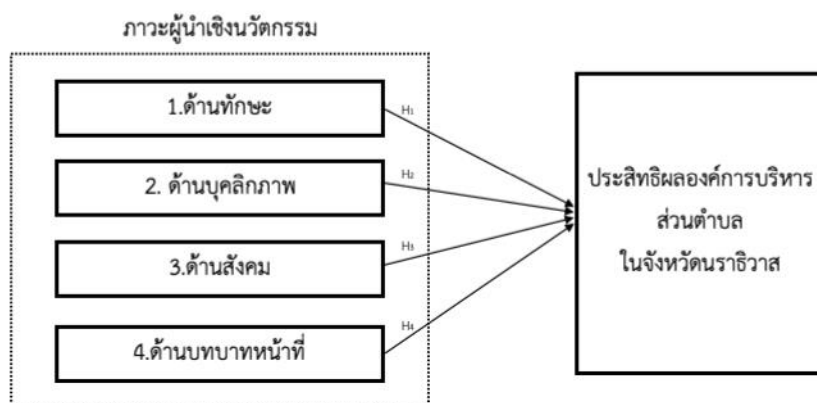 ภาวะผู้นำเชิงนวัตกรรม
1.ด้านทักษะ
H1
2. ด้านบุคลิกภาพ
H2
3.ด้านสังคม
H3
4.ด้านบทบาทหน้าที่
H4
ประสิทธิผลองค์การบริหาร
ส่วนตำบล
ในจังหวัดนราธิวาส